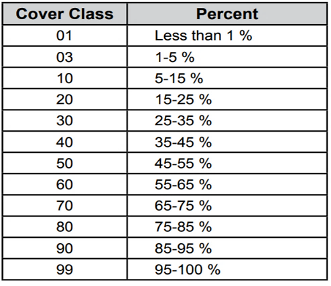 Cover Class Percent
01 Less than 1 %
03 1-5 %
10 5-15 %
20 15-25 %
30 25-35 %
40 35-45 %
50 45-55 %
60 55-65 %
70 65-75 %
80 75-85 %
90 85-95 %
99 95-100 %